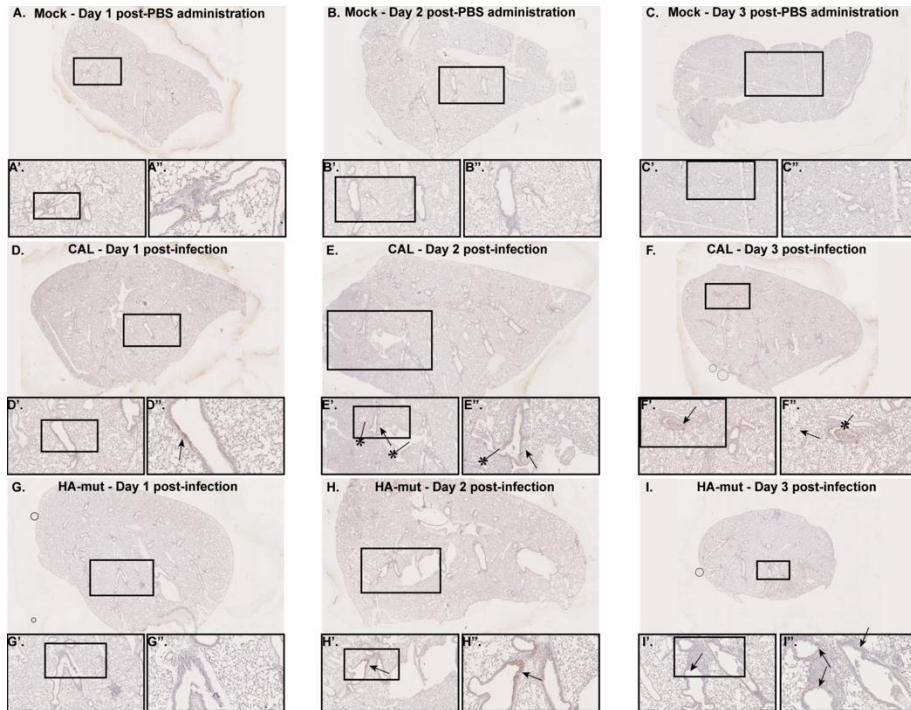 A. Mock - Day 1 post-PBS administration
B. Mock - Day 2 post-PBS administration
C. Mock - Day 3 post-PBS administration
A'. A''.
B'. B''.
C'. C''.
D. CAL - Day 1 post-infection
E. CAL - Day 2 post-infection
F. CAL - Day 3 post-infection
D'. D''.
E'. E''.
F'. F''.
G. HA-mut - Day 1 post-infection
H. HA-mut - Day 2 post-infection
I. HA-mut - Day 3 post-infection
G'. G''.
H'. H''.
I'. I''.